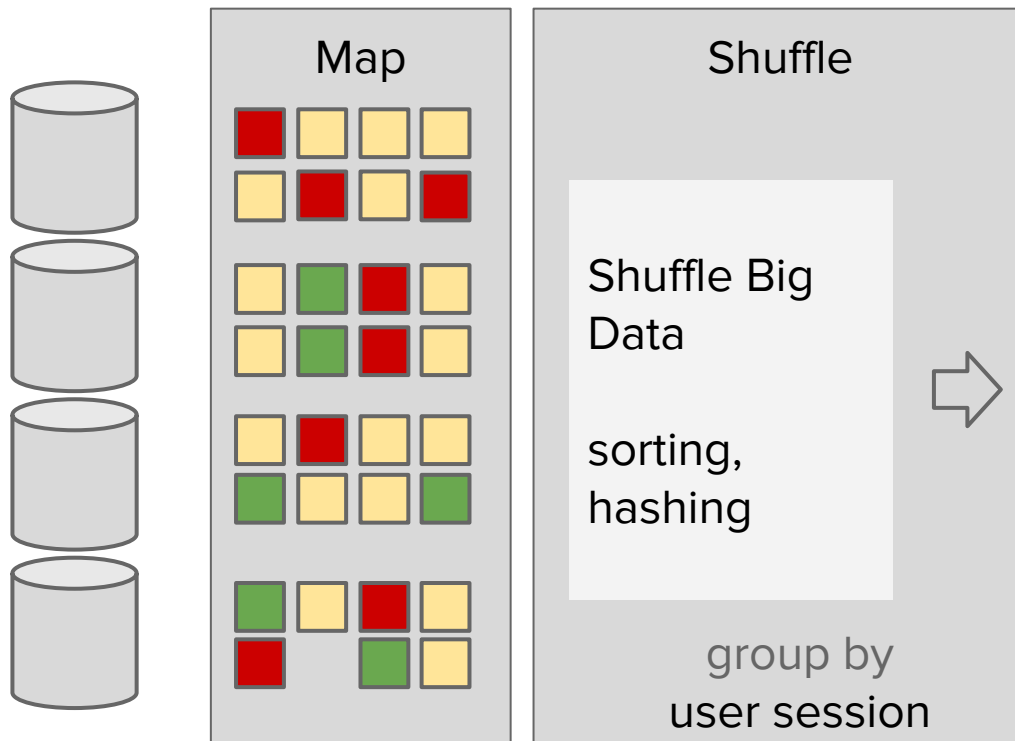 Map
Shuffle
Shuffle Big
Data
sorting,
hashing
group by
user session